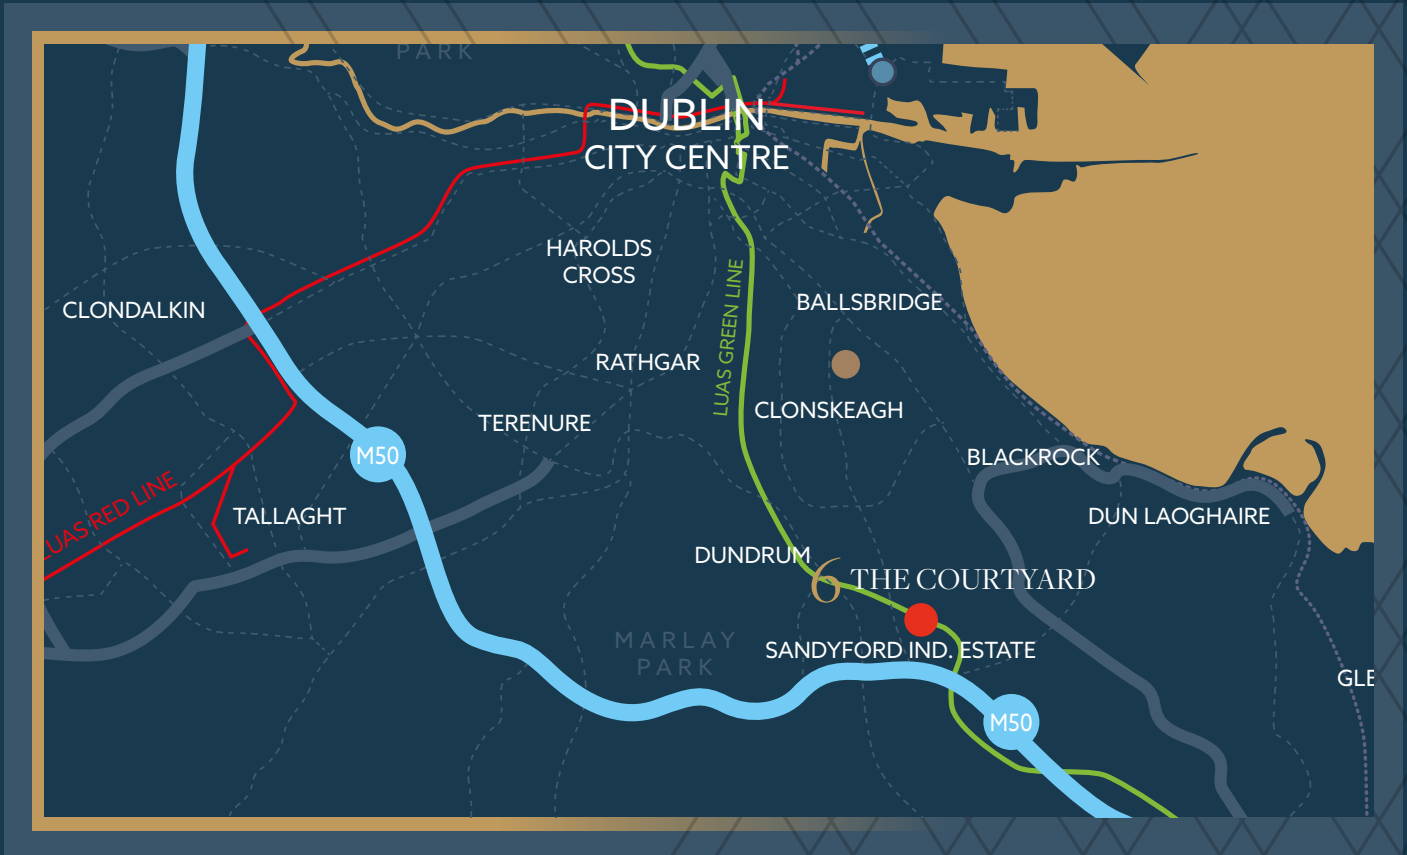 PARK
DUBLIN
CITY CENTRE
HAROLDS
CROSS
CLONDALKIN
BALLSBRIDGE
LUAS GREEN LINE
RATHGAR
CLONSKEAGH
TERENURE
M50
BLACKROCK
LUAS RED LINE
TALLAGHT
DUN LAOGHAIRE
DUNDRUM
6 THE COURTYARD
MARLAY
PARK
SANDYFORD IND. ESTATE
GLE
M50